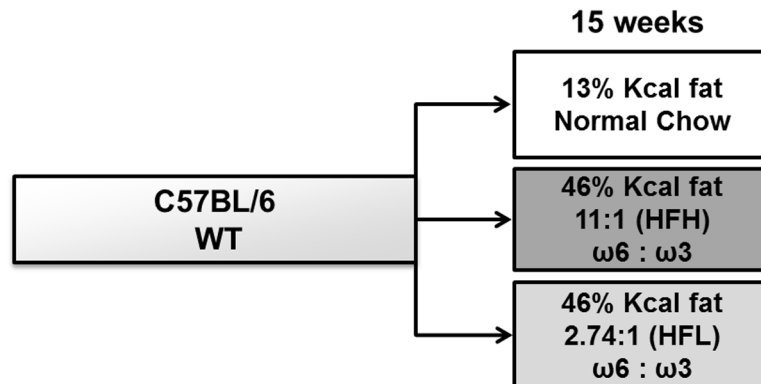 15 weeks
13% Kcal fat
Normal Chow
C57BL/6
WT
46% Kcal fat
11:1 (HFH)
ω6 : ω3
46% Kcal fat
2.74:1 (HFL)
ω6 : ω3